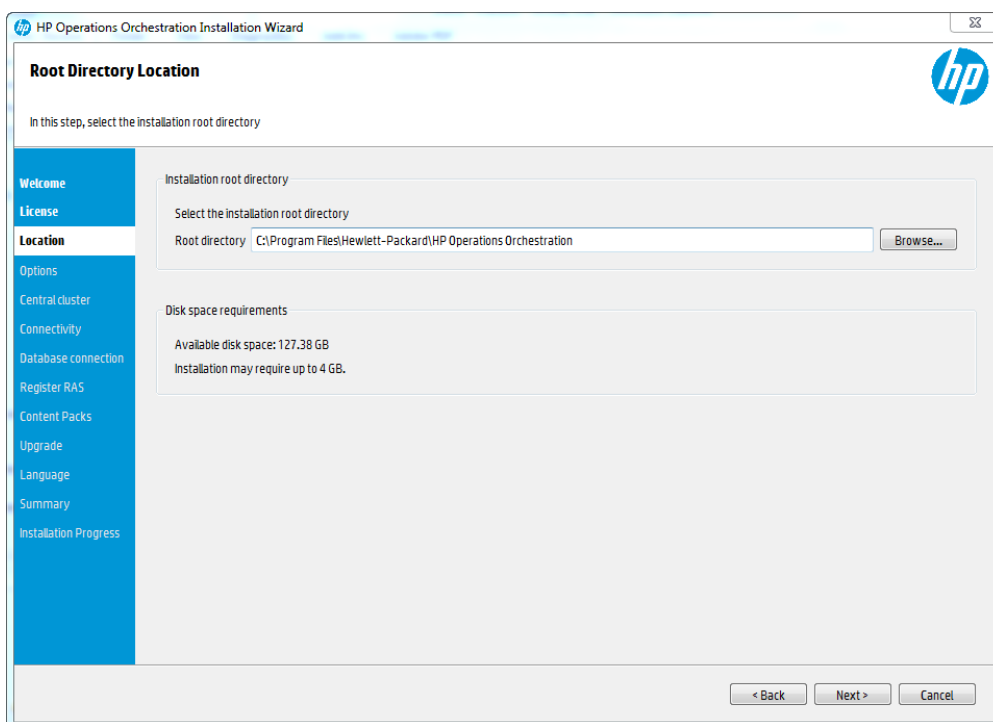 hp HP Operations Orchestration Installation Wizard
Root Directory Location
hp
In this step, select the installation root directory
Welcome
License
Location
Options
Central cluster
Connectivity
Database connection
Register RAS
Content Packs
Upgrade
Language
Summary
Installation Progress
Installation root directory
Select the installation root directory
Root directory C:\Program Files\Hewlett-Packard\HP Operations Orchestration Browse...
Disk space requirements
Available disk space: 127.38 GB
Installation may require up to 4 GB.
< Back Next > Cancel